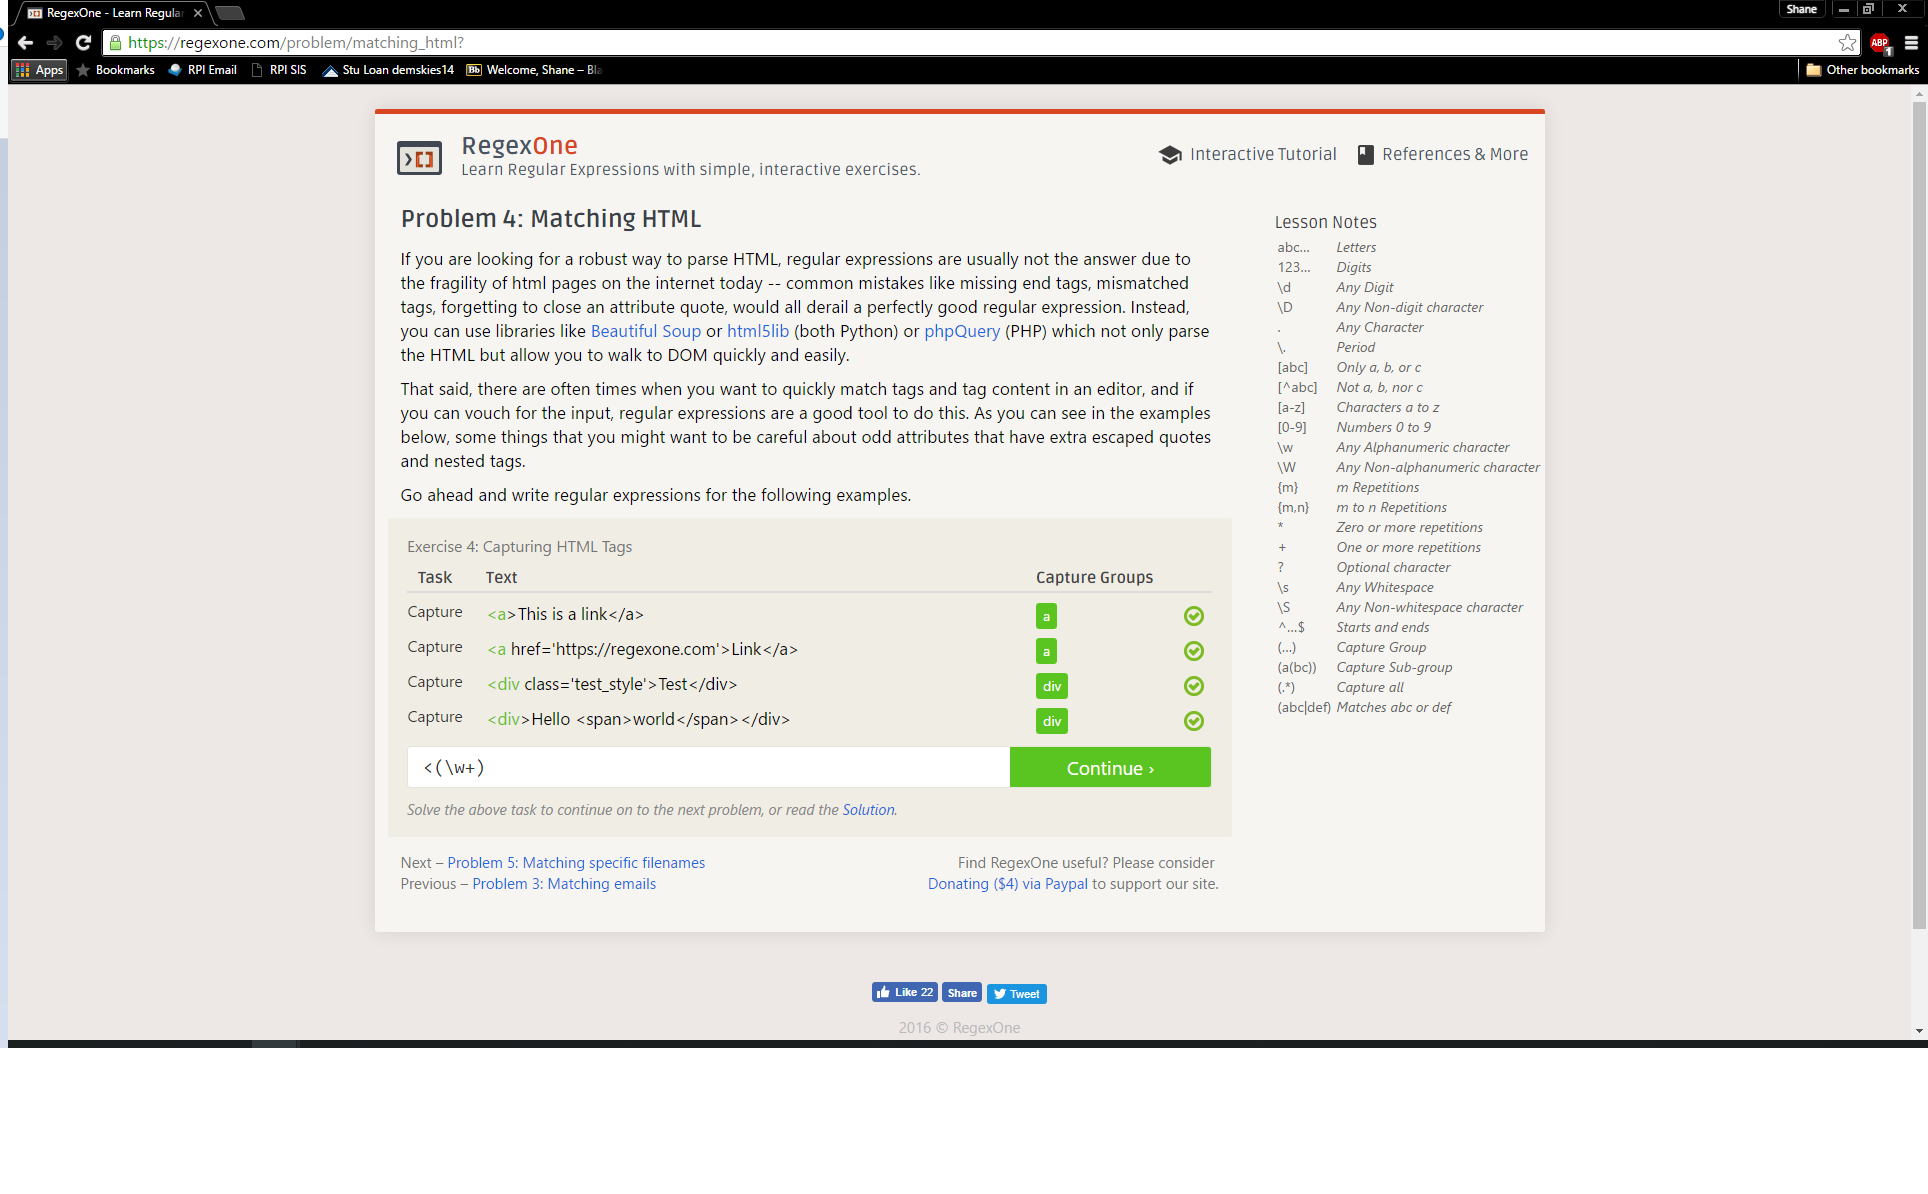 RegexOne - Learn Regula
Shane
https://regexone.com/problem/matching_html?
ABP
1
Apps
Bookmarks
RPI Email
RPI SIS
Stu Loan demskies14
Bb
Welcome, Shane – Bla
Other bookmarks
RegexOne
Learn Regular Expressions with simple, interactive exercises.
Interactive Tutorial
References & More
Problem 4: Matching HTML
If you are looking for a robust way to parse HTML, regular expressions are usually not the answer due to
the fragility of html pages on the internet today -- common mistakes like missing end tags, mismatched
tags, forgetting to close an attribute quote, would all derail a perfectly good regular expression. Instead,
you can use libraries like Beautiful Soup or html5lib (both Python) or phpQuery (PHP) which not only parse
the HTML but allow you to walk to DOM quickly and easily.
That said, there are often times when you want to quickly match tags and tag content in an editor, and if
you can vouch for the input, regular expressions are a good tool to do this. As you can see in the examples
below, some things that you might want to be careful about odd attributes that have extra escaped quotes
and nested tags.
Go ahead and write regular expressions for the following examples.
Exercise 4: Capturing HTML Tags
Task Text Capture Groups
Capture <a>This is a link</a> a
Capture <a href='https://regexone.com'>Link</a> a
Capture <div class='test_style'>Test</div> div
Capture <div>Hello <span>world</span></div> div
<(\w+)
Continue ›
Solve the above task to continue on to the next problem, or read the Solution.
Next – Problem 5: Matching specific filenames
Previous – Problem 3: Matching emails
Find RegexOne useful? Please consider
Donating ($4) via Paypal to support our site.
Lesson Notes
abc... Letters
123... Digits
\d Any Digit
\D Any Non-digit character
. Any Character
\. Period
[abc] Only a, b, or c
[^abc] Not a, b, nor c
[a-z] Characters a to z
[0-9] Numbers 0 to 9
\w Any Alphanumeric character
\W Any Non-alphanumeric character
{m} m Repetitions
{m,n} m to n Repetitions
* Zero or more repetitions
+ One or more repetitions
? Optional character
\s Any Whitespace
\S Any Non-whitespace character
^...$ Starts and ends
(...) Capture Group
(a(bc)) Capture Sub-group
(.*) Capture all
(abc|def) Matches abc or def
Like 22
Share
Tweet
2016 © RegexOne